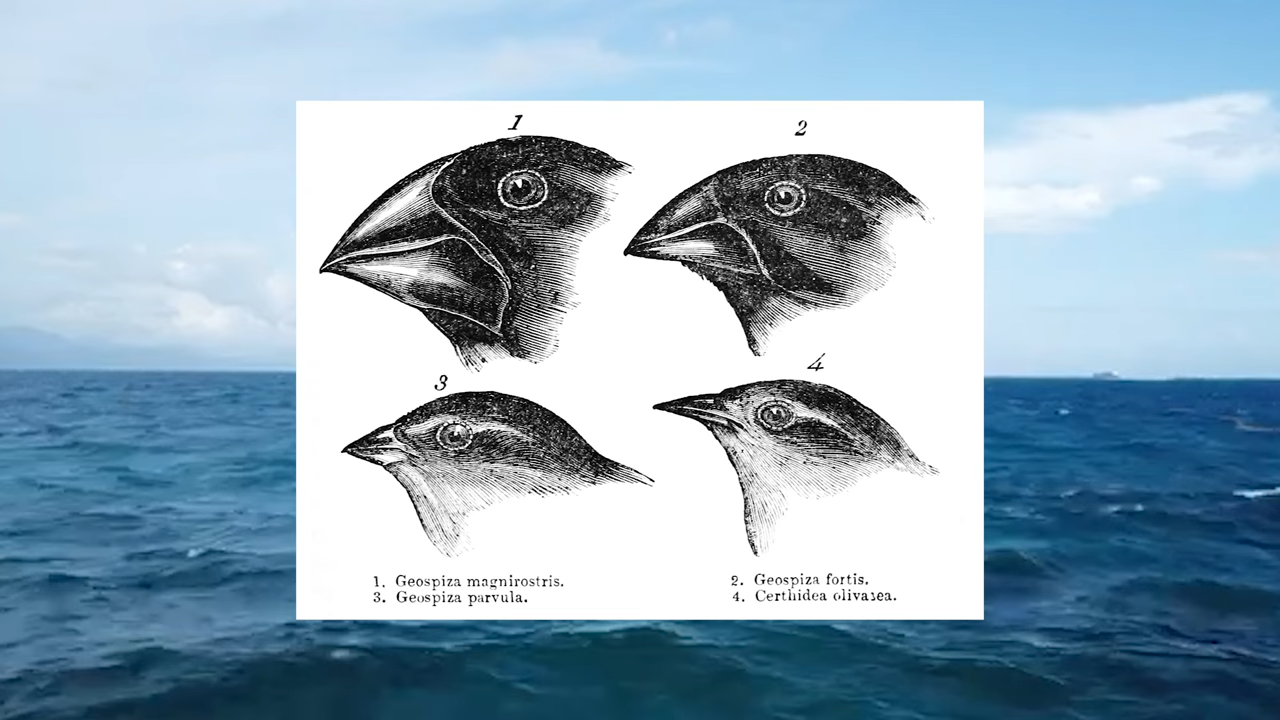 1
2
3
4
1. Geospiza magnirostris.
2. Geospiza fortis.
3. Geospiza parvula.
4. Certhidea olivasea.